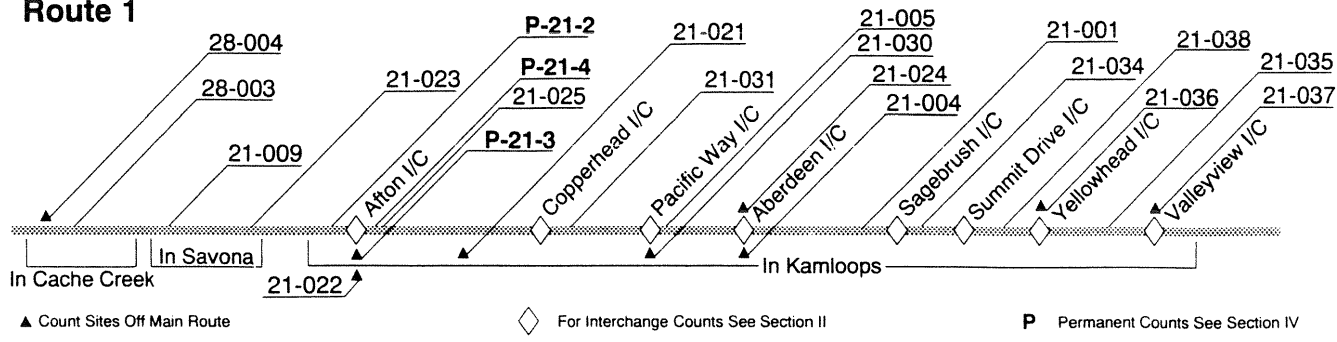 Route 1
28-004
28-003
21-009
21-023
P-21-2
P-21-4
21-025
P-21-3
21-021
21-031
21-005
21-030
21-024
21-004
21-001
21-034
21-038
21-036
21-035
21-037
Afton I/C
Copperhead I/C
Pacific Way I/C
Aberdeen I/C
Sagebrush I/C
Summit Drive I/C
Yellowhead I/C
Valleyview I/C
In Cache Creek
In Savona
21-022
In Kamloops
Count Sites Off Main Route
For Interchange Counts See Section II
P Permanent Counts See Section IV